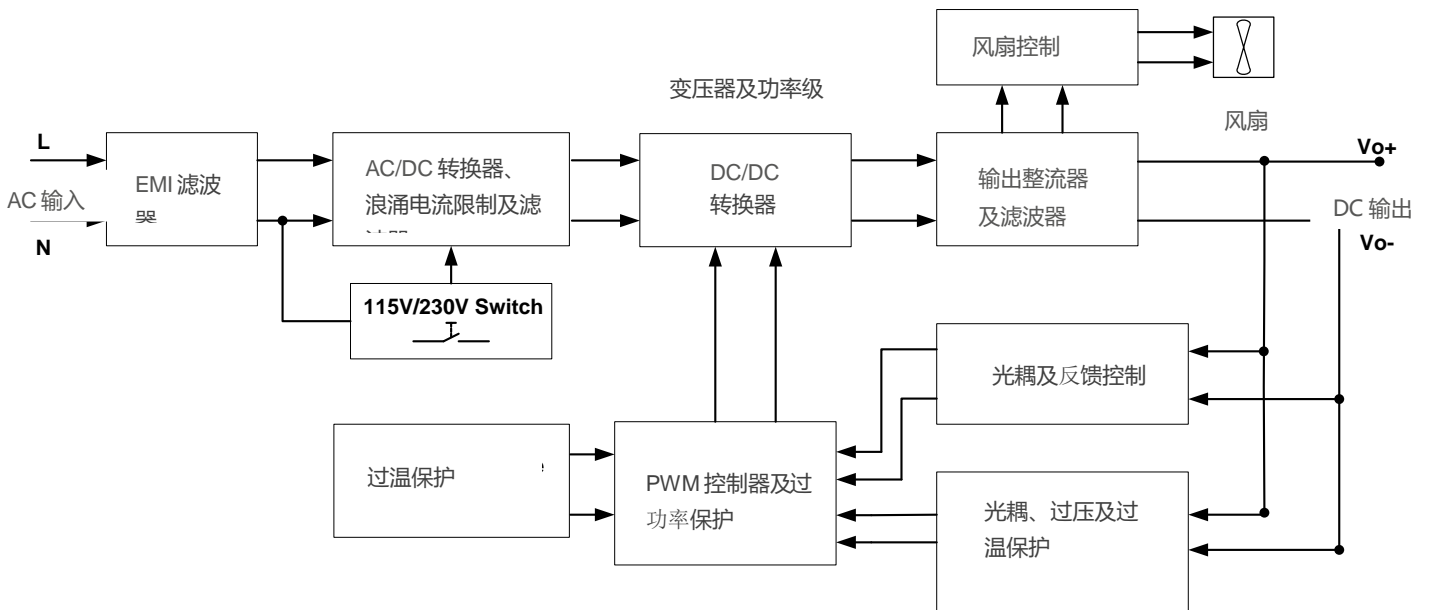 风扇控制
变压器及功率级
风扇
L
Vo+
AC/DC 转换器、
浪涌电流限制及滤
EMI 滤波
器
DC/DC
转换器
输出整流器
及滤波器
AC 输入
DC 输出
N
Vo-
115V/230V Switch
光耦及反馈控制
过温保护
PWM 控制器及过
功率保护
光耦、过压及过
温保护